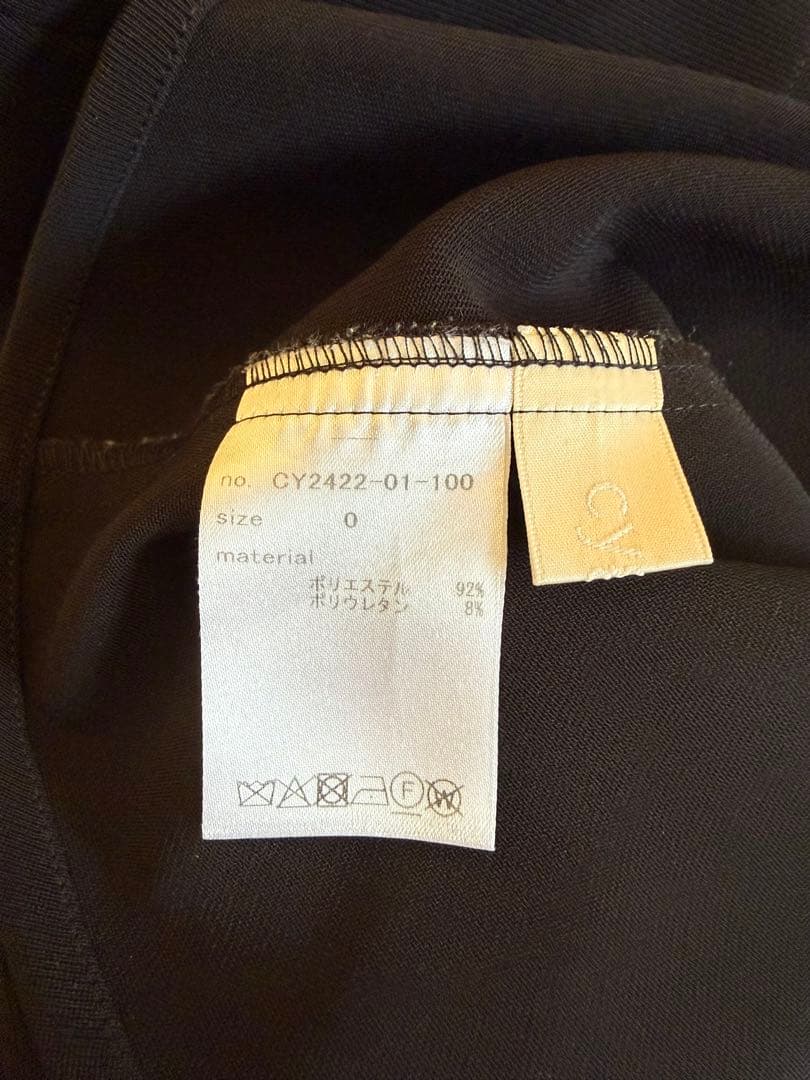 no. CY2422-01-100
size 0
material
ポリエステル 92%
ポリウレタン 8%
F
W
cy